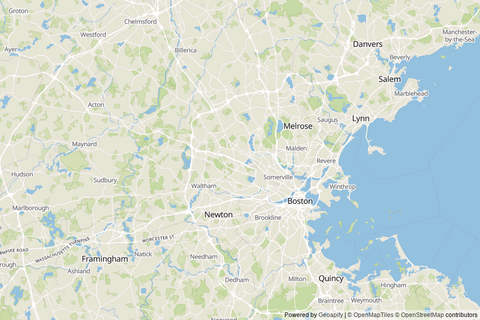 Groton
Chelmsford
Westford
Manchester-
by-the-Sea
Danvers
Ayer
Billerica
Beverly
Salem
Marblehead
Acton
Lynn
Saugus
Melrose
Maynard
Malden
Revere
Hudson
Sudbury
Somerville
Waltham
Winthrop
Boston
Marlborough
Newton
Brookline
WORCESTER ST.
MASSACHUSETTS TURNPIKE
Natick
Needham
Framingham
Ashland
Dedham
Milton
Quincy
Hingham
Weymouth
Braintree
Powered by Geoapify | © OpenMapTiles © OpenStreetMap contributors